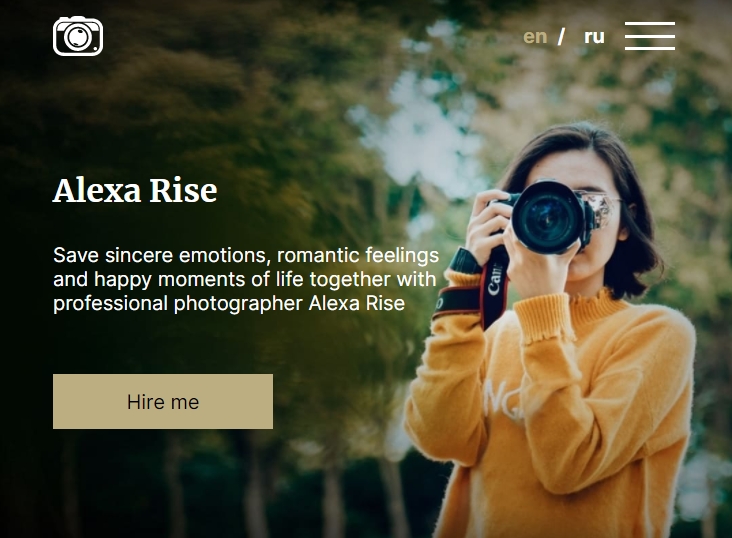 en / ru
Alexa Rise
Save sincere emotions, romantic feelings
and happy moments of life together with
professional photographer Alexa Rise
Hire me